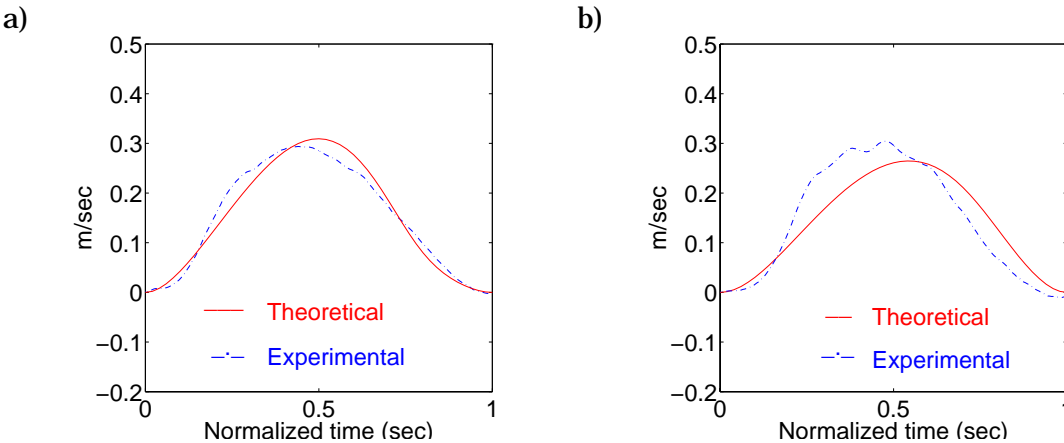 a)
0.5
0.4
0.3
0.2
0.1
0
−0.1
−0.2
m/sec
Theoretical
Experimental
0
0.5
1
Normalized time (sec)
b)
0.5
0.4
0.3
0.2
0.1
0
−0.1
−0.2
m/sec
Theoretical
Experimental
0
0.5
1
Normalized time (sec)